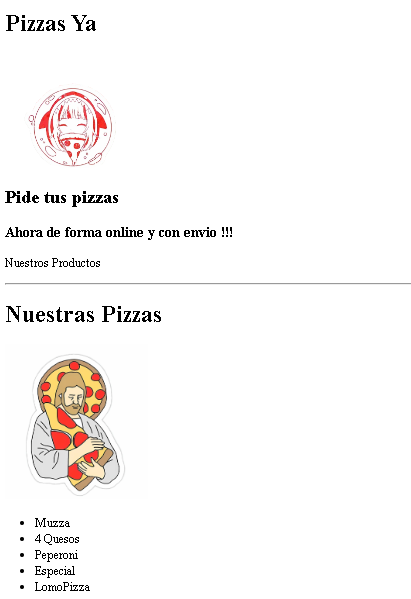 Pizzas Ya
Pide tus pizzas
Ahora de forma online y con envio !!!
Nuestros Productos
Nuestras Pizzas
Muzza
4 Quesos
Peperoni
Especial
LomoPizza